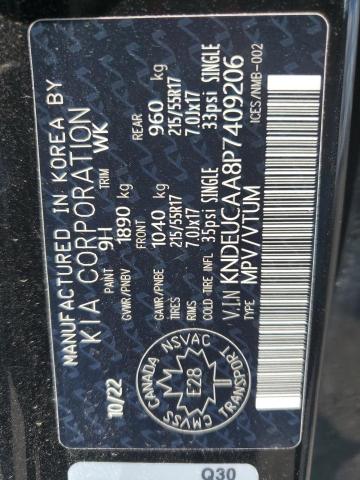 MANUFACTURED IN KOREA BY
KIA CORPORATION
10/22 PAINT 9H TRIM WK
GVWR/PNBV 1890 kg
GAWR/PNBE FRONT 1040 kg REAR 960 kg
TIRES 215/55R17 215/55R17
RIMS/JANTES 7.0JX17 7.0JX17
COLD TIRE INFL 35psi SINGLE 33psi SINGLE
ICES/NMB-002
V.I.N KNDEUCAA8P7409206
TYPE MPV/VTUM
CANADA NSVAC
E28
CMVSS TRANSPORT
Q30